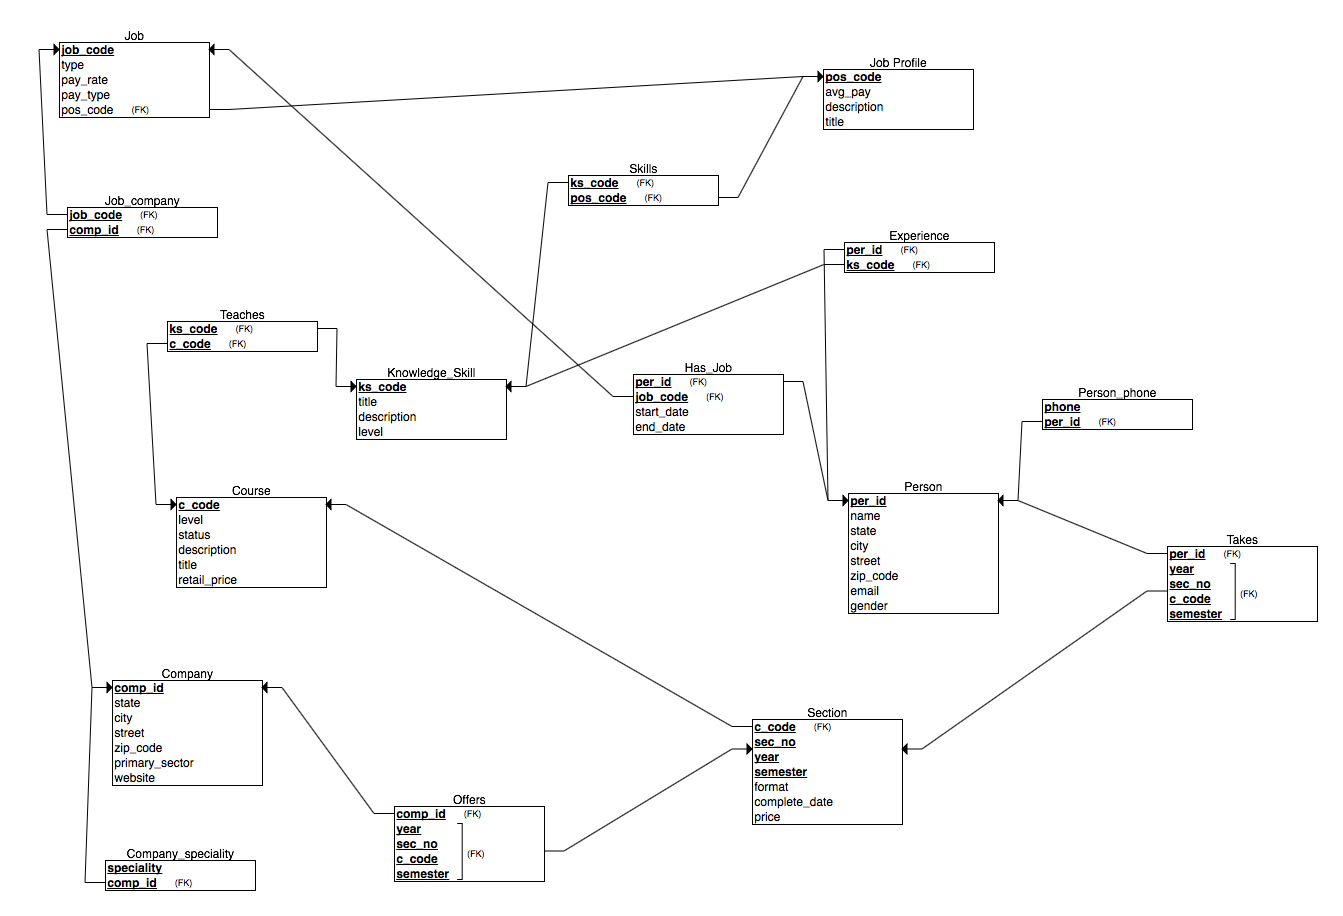 Job
job_code
type
pay_rate
pay_type
pos_code (FK)
Job Profile
pos_code
avg_pay
description
title
Skills
ks_code (FK)
pos_code (FK)
Job_company
job_code (FK)
comp_id (FK)
Experience
per_id (FK)
ks_code (FK)
Teaches
ks_code (FK)
c_code (FK)
Knowledge_Skill
ks_code
title
description
level
Has_Job
per_id (FK)
job_code (FK)
start_date
end_date
Person_phone
phone
per_id (FK)
Course
c_code
level
status
description
title
retail_price
Person
per_id
name
state
city
street
zip_code
email
gender
Takes
per_id (FK)
year
sec_no
c_code (FK)
semester
Company
comp_id
state
city
street
zip_code
primary_sector
website
Section
c_code (FK)
sec_no
year
semester
format
complete_date
price
Offers
comp_id (FK)
year
sec_no
c_code (FK)
semester
Company_speciality
speciality
comp_id (FK)